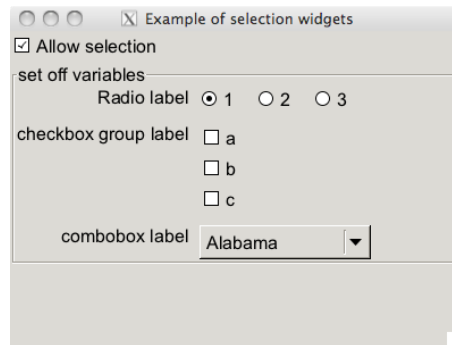 Example of selection widgets
Allow selection
set off variables
Radio label 1 2 3
checkbox group label a
b
c
combobox label Alabama